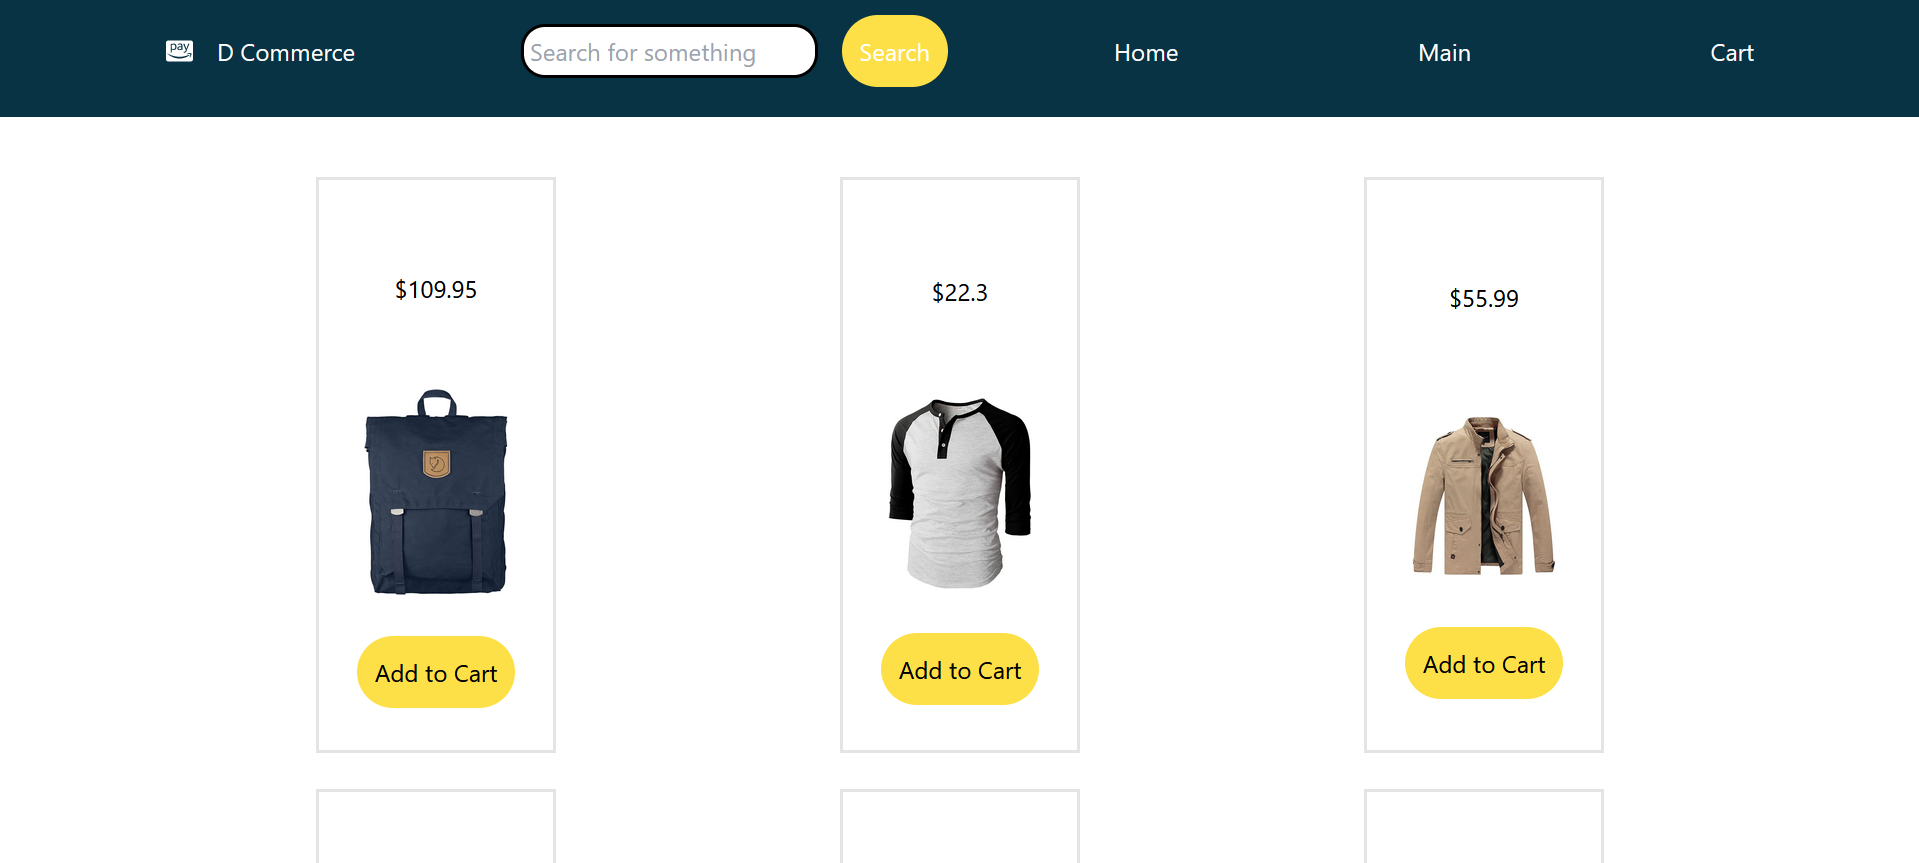 pay
D Commerce
Search for something
Search
Home
Main
Cart
$109.95
$22.3
$55.99
Add to Cart
Add to Cart
Add to Cart